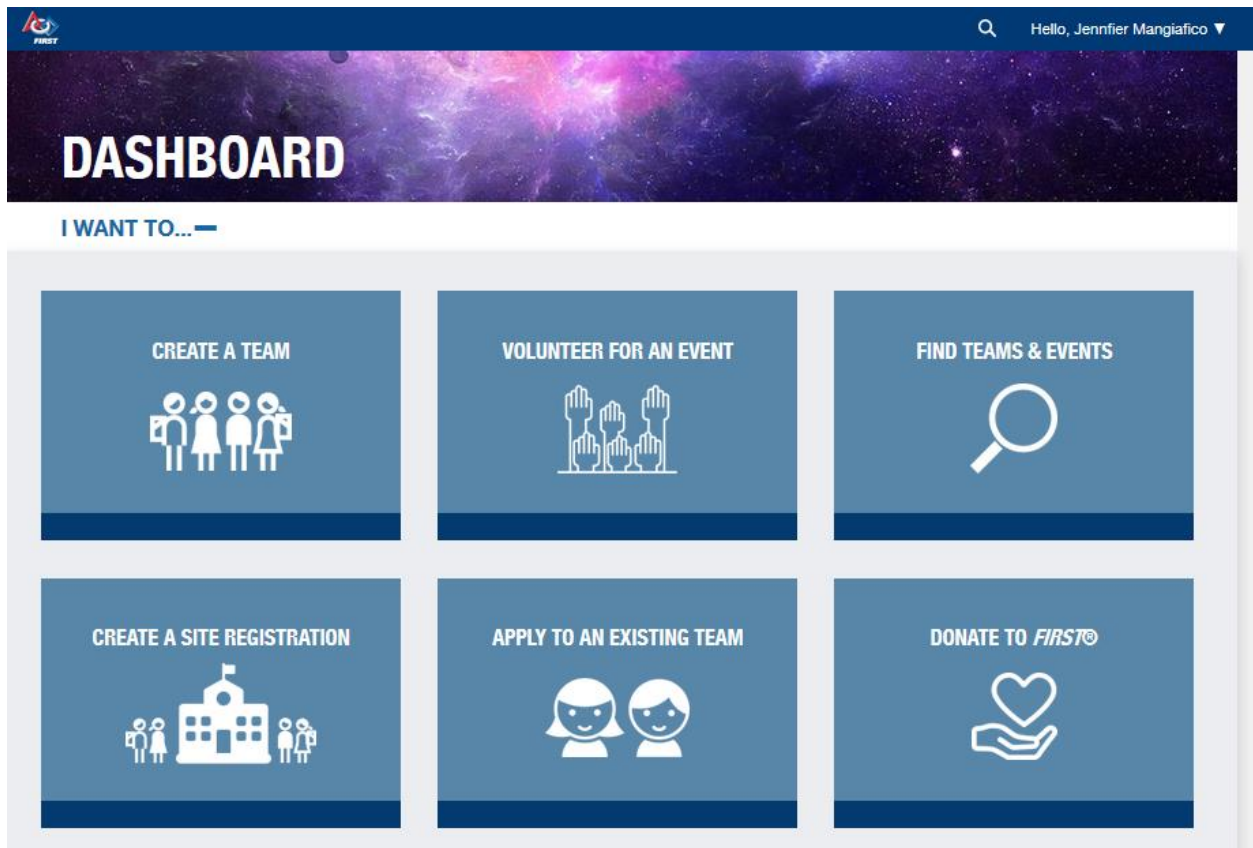 FIRST
Hello, Jennfier Mangiafico ▼
DASHBOARD
I WANT TO...
CREATE A TEAM
VOLUNTEER FOR AN EVENT
FIND TEAMS & EVENTS
CREATE A SITE REGISTRATION
APPLY TO AN EXISTING TEAM
DONATE TO FIRST®